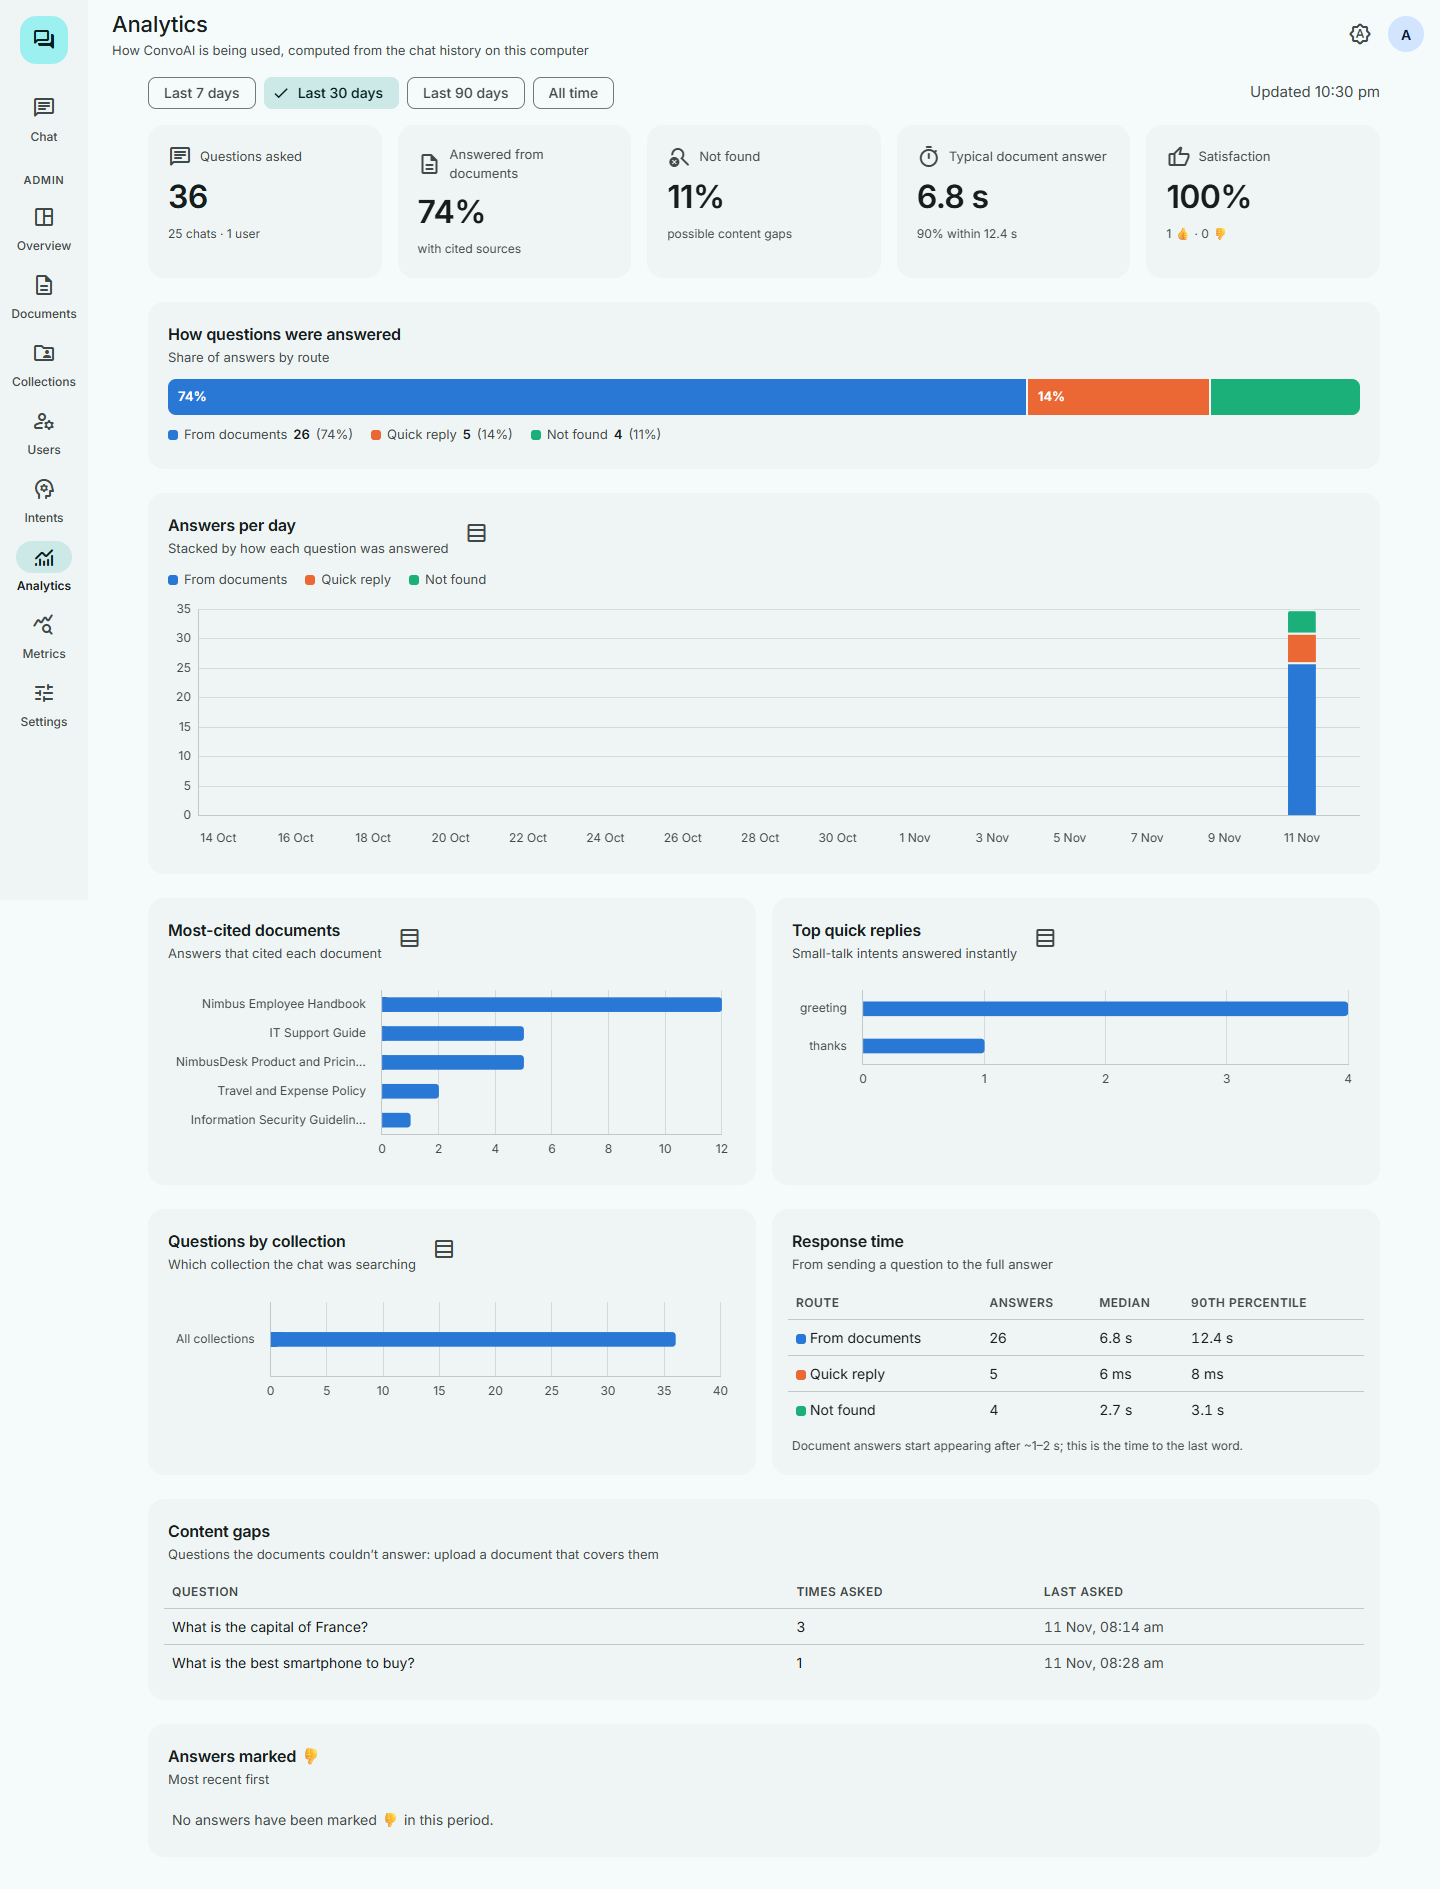 Analytics
How ConvoAI is being used, computed from the chat history on this computer
A
Chat
ADMIN
Overview
Documents
Collections
Users
Intents
Analytics
Metrics
Settings
Last 7 days
Last 30 days
Last 90 days
All time
Updated 10:30 pm
Questions asked
36
25 chats · 1 user
Answered from
documents
74%
with cited sources
Not found
11%
possible content gaps
Typical document answer
6.8 s
90% within 12.4 s
Satisfaction
100%
1 👍 · 0 👎
How questions were answered
Share of answers by route
74%
14%
From documents 26 (74%)
Quick reply 5 (14%)
Not found 4 (11%)
Answers per day
Stacked by how each question was answered
From documents
Quick reply
Not found
35
30
25
20
15
10
5
0
14 Oct
16 Oct
18 Oct
20 Oct
22 Oct
24 Oct
26 Oct
28 Oct
30 Oct
1 Nov
3 Nov
5 Nov
7 Nov
9 Nov
11 Nov
Most-cited documents
Answers that cited each document
Nimbus Employee Handbook
IT Support Guide
NimbusDesk Product and Pricin...
Travel and Expense Policy
Information Security Guidelin...
0 2 4 6 8 10 12
Top quick replies
Small-talk intents answered instantly
greeting
thanks
0 1 2 3 4
Questions by collection
Which collection the chat was searching
All collections
0 5 10 15 20 25 30 35 40
Response time
From sending a question to the full answer
ROUTE ANSWERS MEDIAN 90TH PERCENTILE
From documents 26 6.8 s 12.4 s
Quick reply 5 6 ms 8 ms
Not found 4 2.7 s 3.1 s
Document answers start appearing after ~1–2 s; this is the time to the last word.
Content gaps
Questions the documents couldn't answer: upload a document that covers them
QUESTION TIMES ASKED LAST ASKED
What is the capital of France? 3 11 Nov, 08:14 am
What is the best smartphone to buy? 1 11 Nov, 08:28 am
Answers marked 👎
Most recent first
No answers have been marked 👎 in this period.